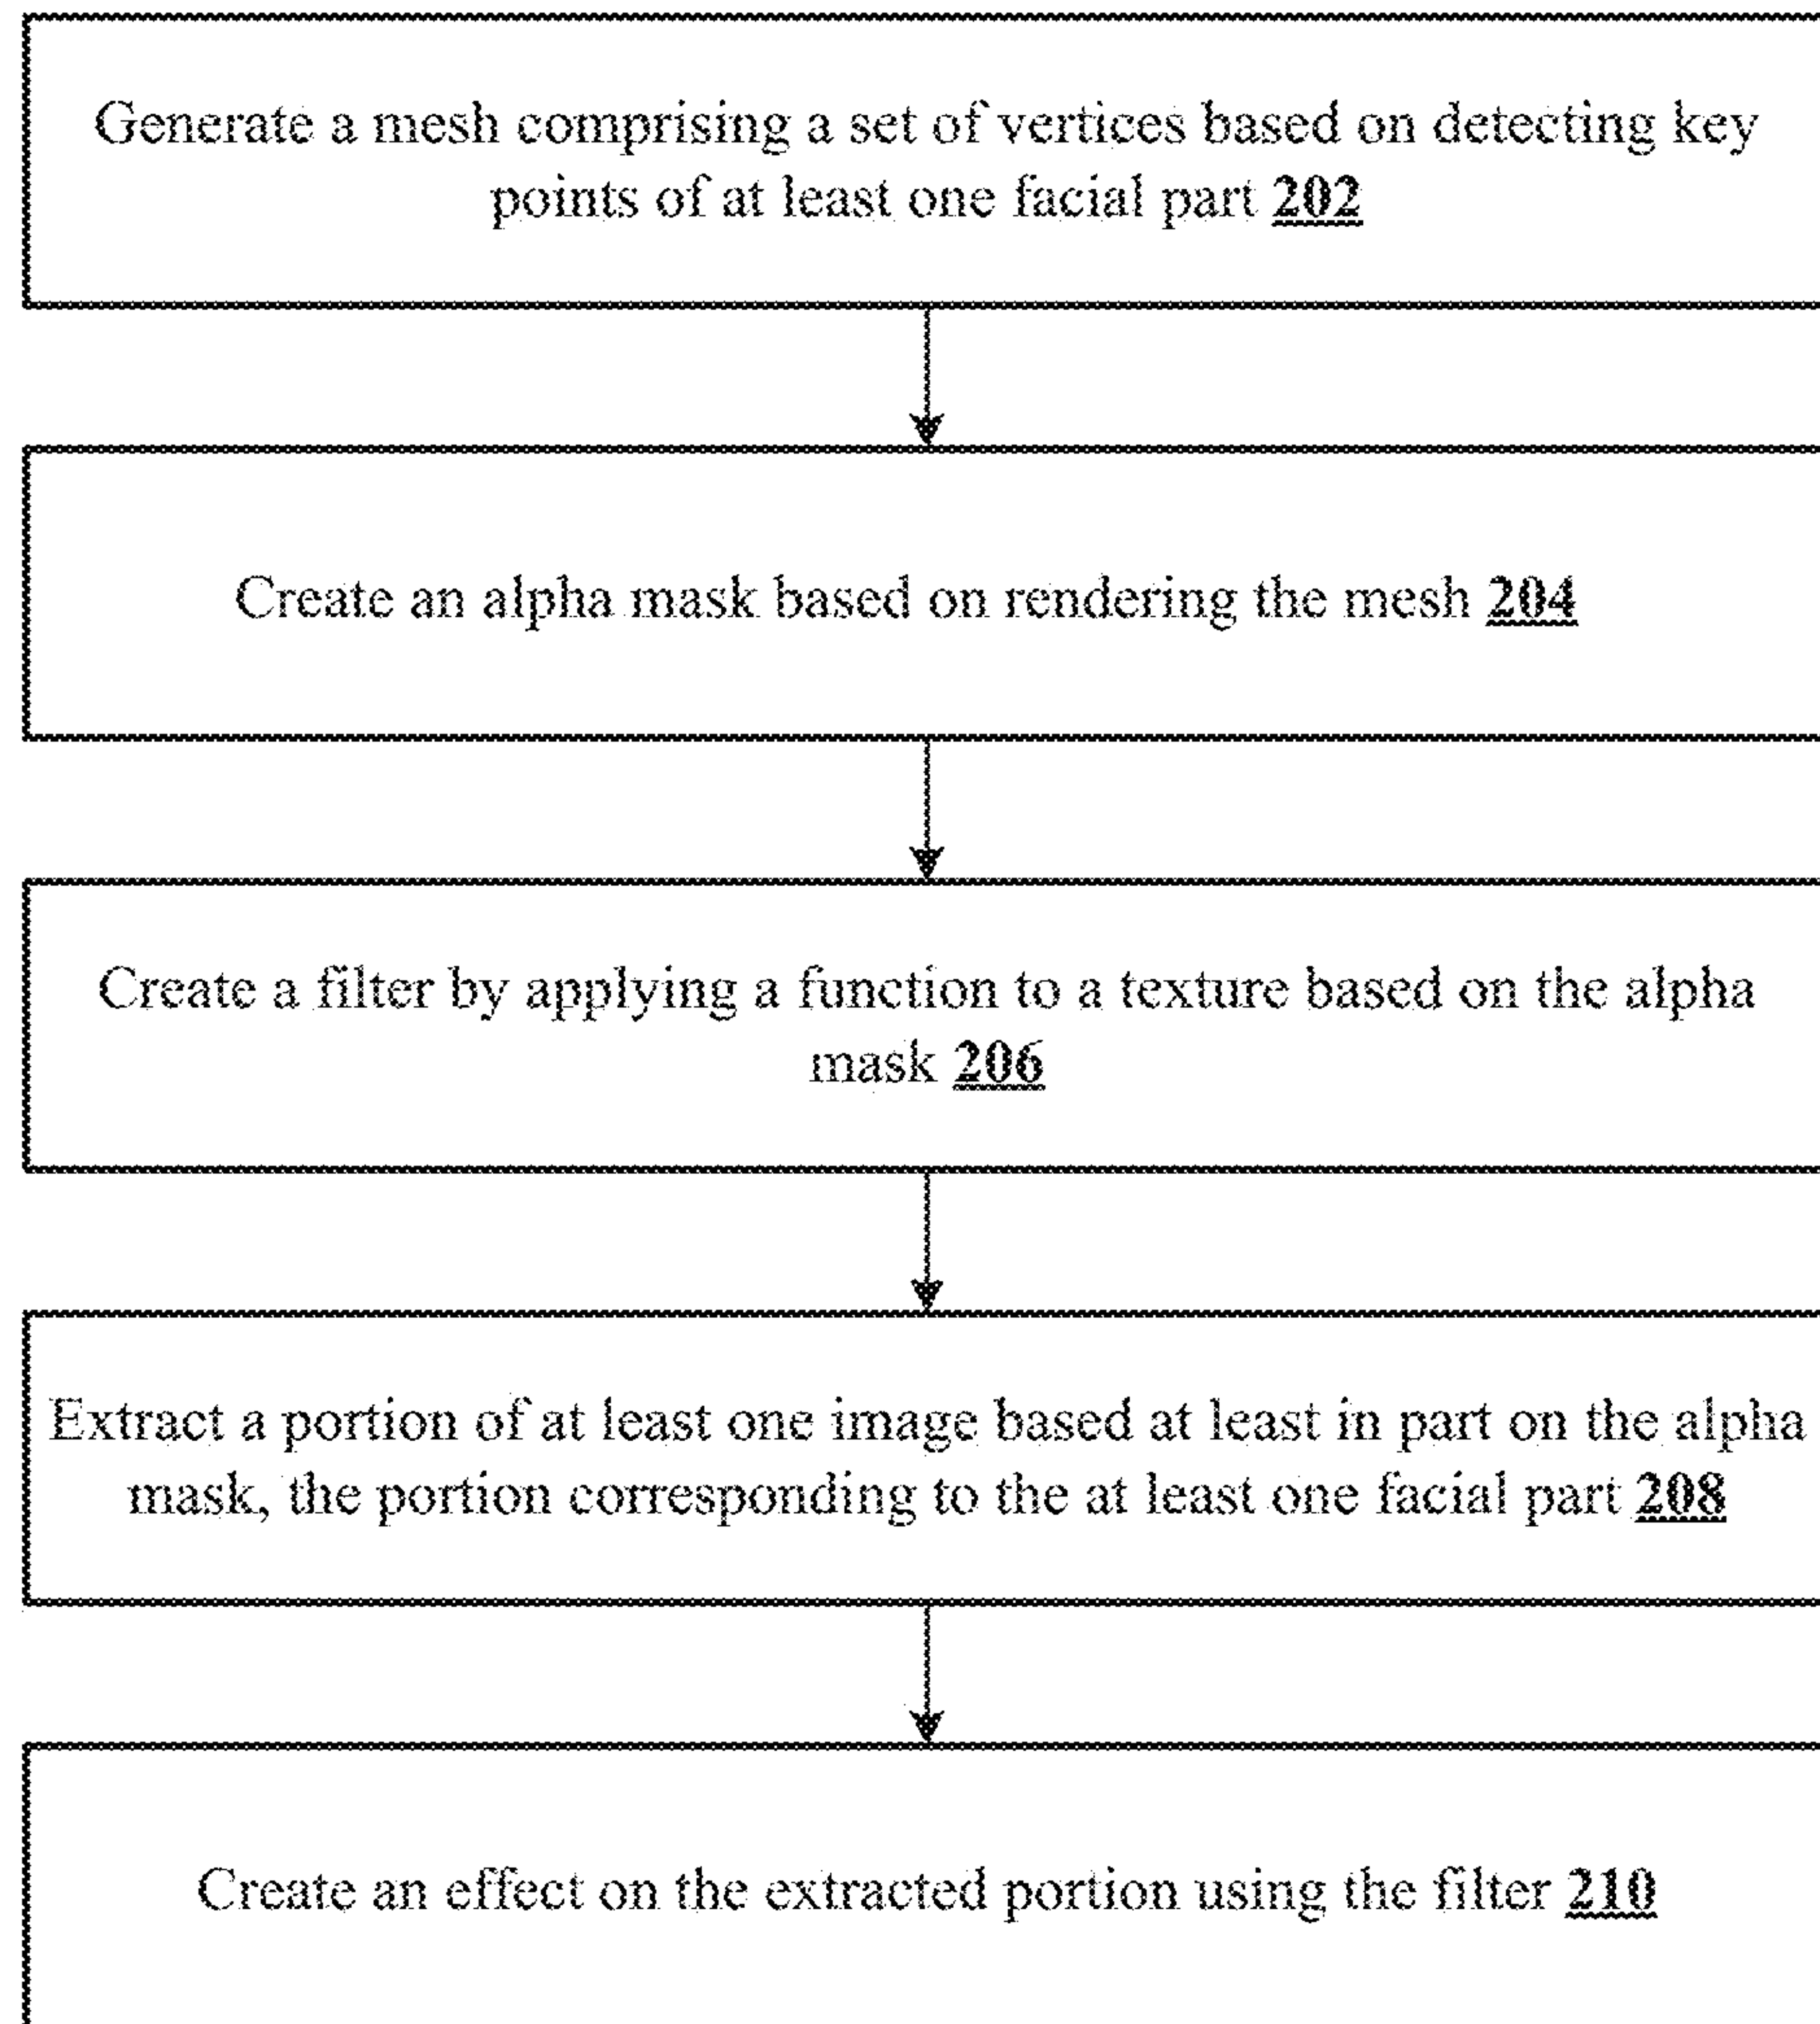 Generate a mesh comprising a set of vertices based on detecting key
points of at least one facial part 202
Create an alpha mask based on rendering the mesh 204
Create a filter by applying a function to a texture based on the alpha
mask 206
Extract a portion of at least one image based at least in part on the alpha
mask, the portion corresponding to the at least one facial part 208
Create an effect on the extracted portion using the filter 210